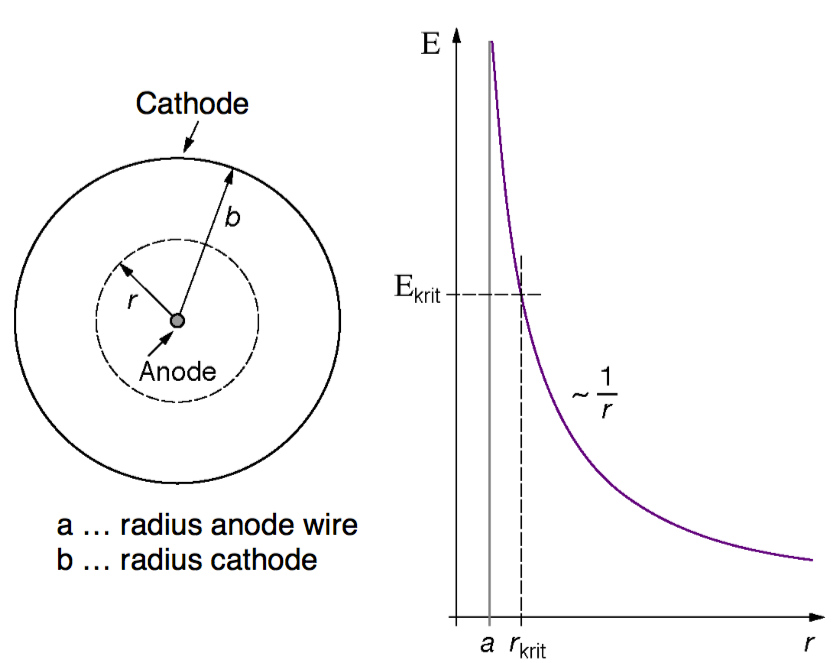 Cathode
b
r
Anode
a ... radius anode wire
b ... radius cathode
E
E_krit
~ 1/r
a r_krit r